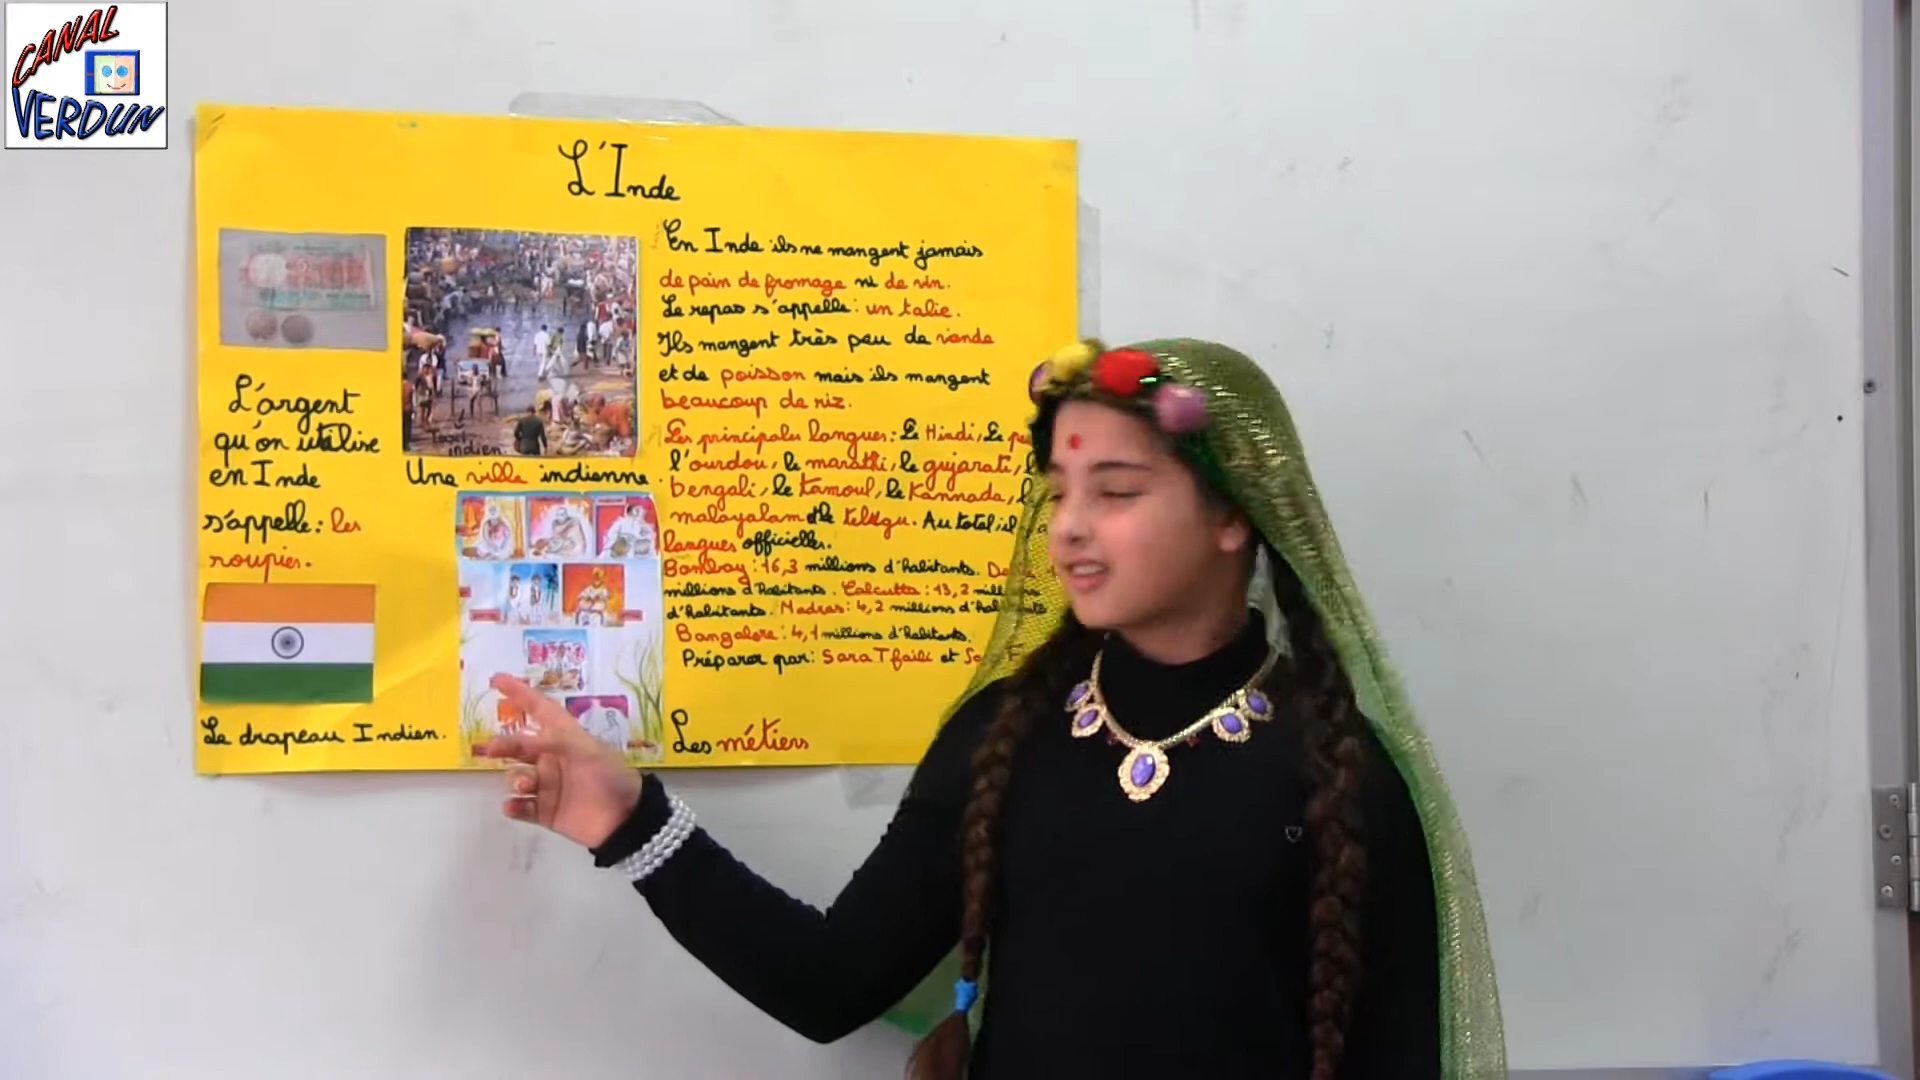 CANAL
VERDUN
L'Inde
L'argent
qu'on utilise
en Inde
s'appelle: les
roupies.
Le drapeau Indien.
indien.
Une ville indienne
En Inde ils ne mangent jamais
de pain de fromage ni de vin.
Le repas s'appelle: un talie.
Ils mangent très peu de viande
et de poisson mais ils mangent
beaucoup de riz.
Les principales langues: Le Hindi, Le
l'ourdou, le marathi, le gujarati,
bengali, le tamoul, le Kannada,
malayalam et le telugu. Au total, il
langues officielles.
Bombay: 16,3 millions d'habitants.
millions d'habitants. Calcutta: 13,2
d'habitants. Madras: 4,2 millions
Bangalore: 4,1 millions d'habitants.
Préparer par: Sara Tfaili et
Les métiers